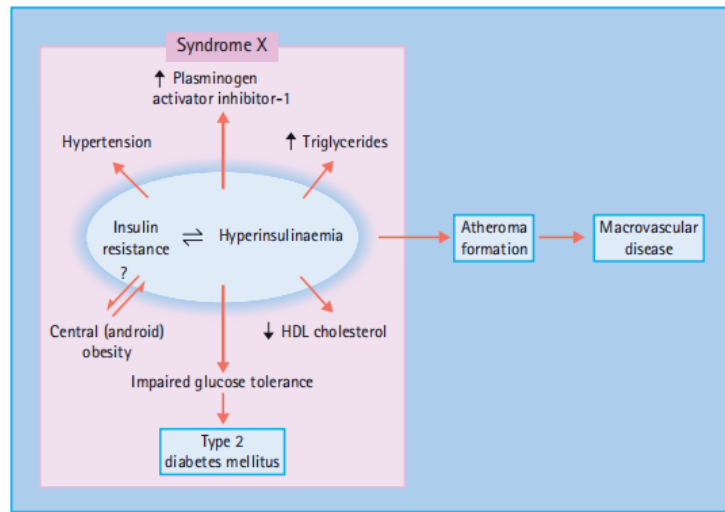 Syndrome X
↑ Plasminogen
activator inhibitor-1
Hypertension
↑ Triglycerides
Insulin
resistance
?
⇌
Hyperinsulinaemia
Atheroma
formation
Macrovascular
disease
Central (android)
obesity
↓ HDL cholesterol
Impaired glucose tolerance
Type 2
diabetes mellitus